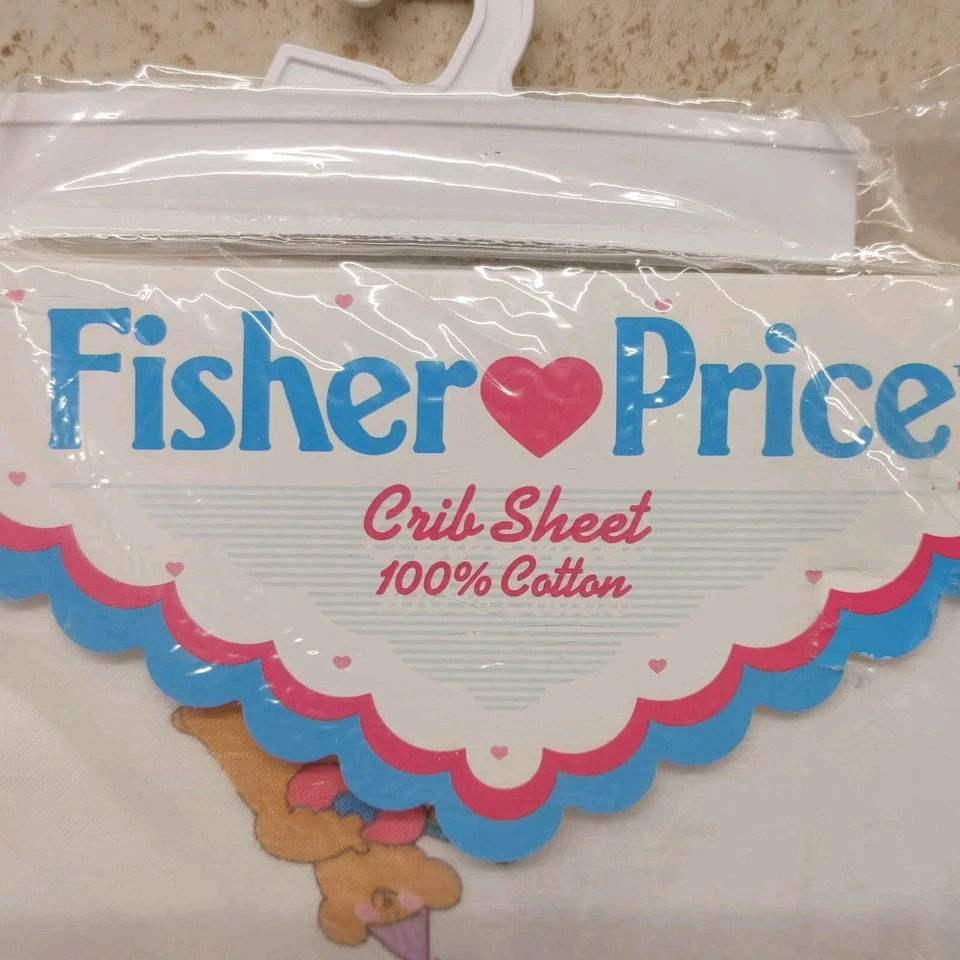 Fisher Price
Crib Sheet
100% Cotton